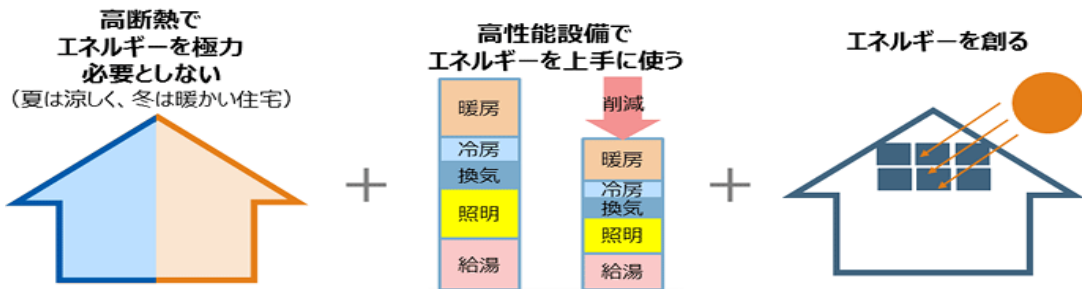 高断熱で
エネルギーを極力
必要としない
（夏は涼しく、冬は暖かい住宅）
高性能設備で
エネルギーを上手に使う
暖房
冷房
換気
照明
給湯
削減
暖房
冷房
換気
照明
給湯
エネルギーを創る